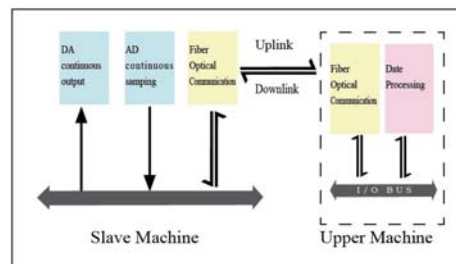 DA
continuous
output
AD
continuous
samping
Fiber
Optical
Communication
Uplink
Downlink
Fiber
Optical
Communication
Date
Processing
I/O BUS
Slave Machine
Upper Machine